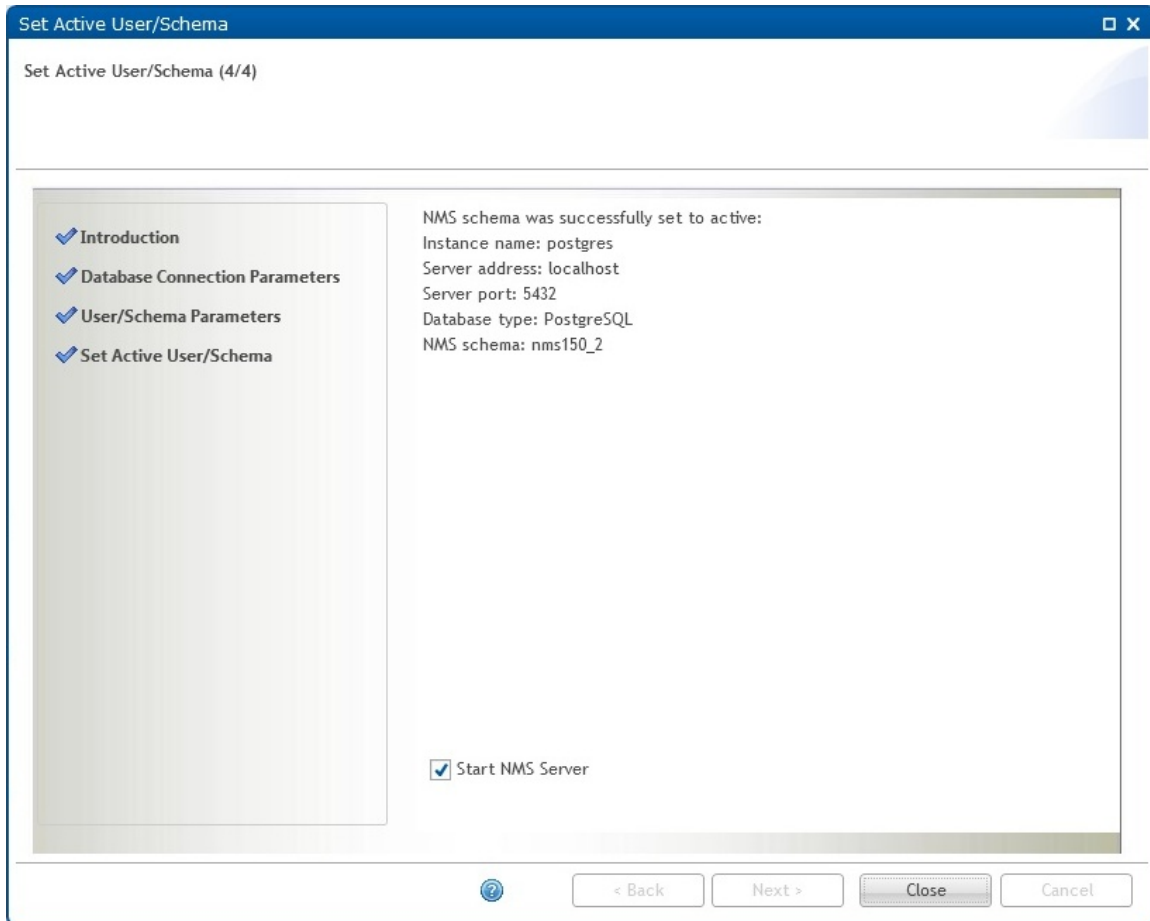 Set Active User/Schema
Set Active User/Schema (4/4)
Introduction
Database Connection Parameters
User/Schema Parameters
Set Active User/Schema
NMS schema was successfully set to active:
Instance name: postgres
Server address: localhost
Server port: 5432
Database type: PostgreSQL
NMS schema: nms150_2
Start NMS Server
?
< Back
Next >
Close
Cancel